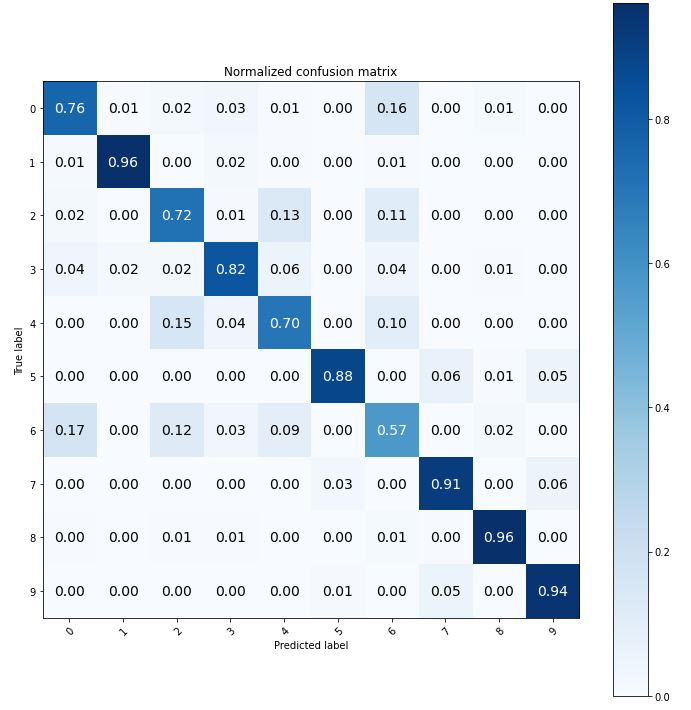 Normalized confusion matrix
0 0.76 0.01 0.02 0.03 0.01 0.00 0.16 0.00 0.01 0.00
1 0.01 0.96 0.00 0.02 0.00 0.00 0.01 0.00 0.00 0.00
2 0.02 0.00 0.72 0.01 0.13 0.00 0.11 0.00 0.00 0.00
3 0.04 0.02 0.02 0.82 0.06 0.00 0.04 0.00 0.01 0.00
4 0.00 0.00 0.15 0.04 0.70 0.00 0.10 0.00 0.00 0.00
5 0.00 0.00 0.00 0.00 0.00 0.88 0.00 0.06 0.01 0.05
6 0.17 0.00 0.12 0.03 0.09 0.00 0.57 0.00 0.02 0.00
7 0.00 0.00 0.00 0.00 0.00 0.03 0.00 0.91 0.00 0.06
8 0.00 0.00 0.01 0.01 0.00 0.00 0.01 0.00 0.96 0.00
9 0.00 0.00 0.00 0.00 0.00 0.01 0.00 0.05 0.00 0.94
True label
0 1 2 3 4 5 6 7 8 9
Predicted label
0.8
0.6
0.4
0.2
0.0